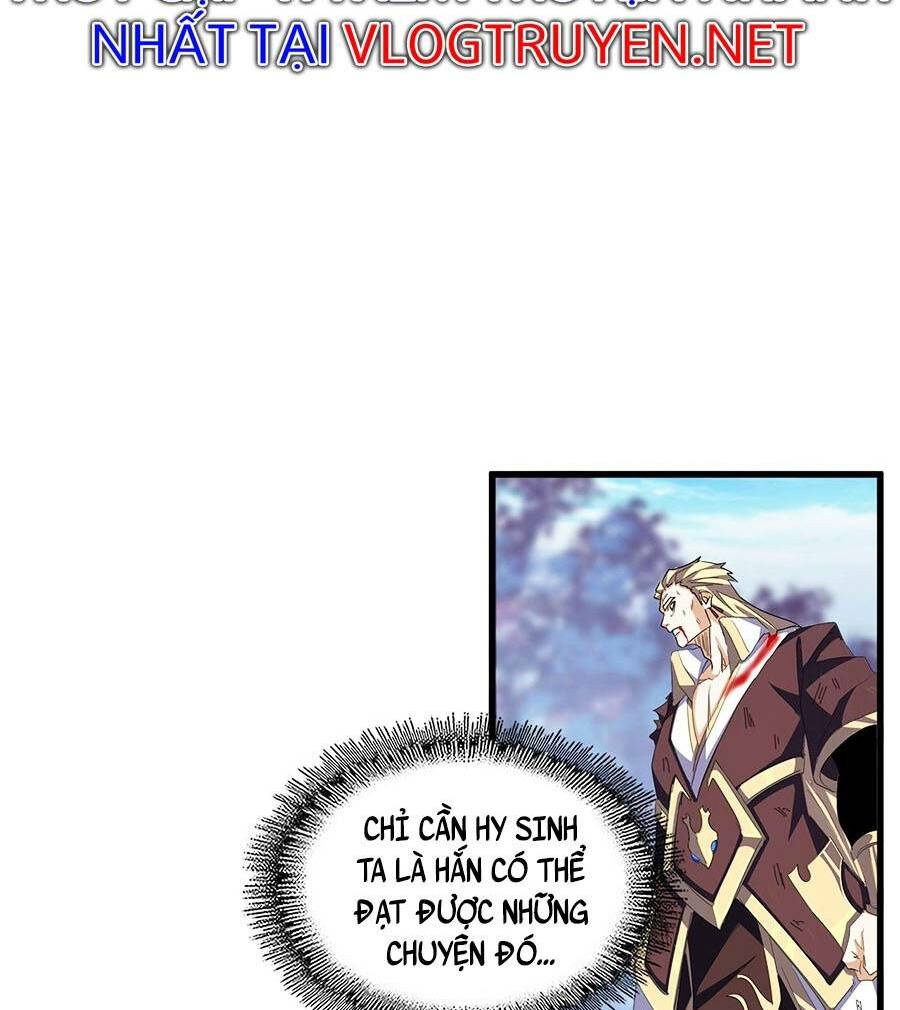 NHẤT TẠI VLOGTRUYEN.NET
CHỈ CẦN HY SINH
TA LÀ HẮN CÓ THỂ
ĐẠT ĐƯỢC NHỮNG
CHUYỆN ĐÓ...